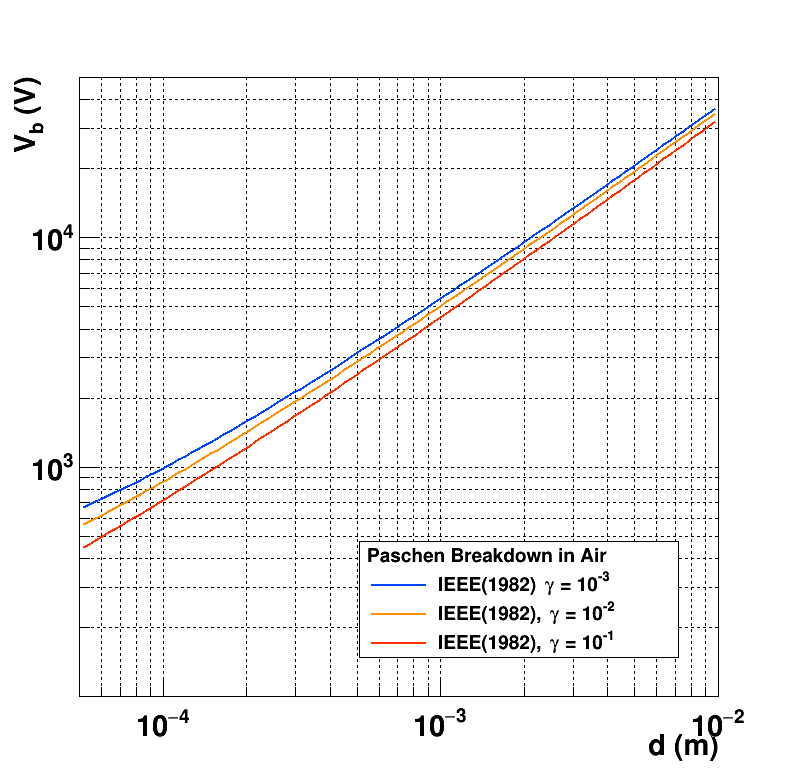 V_b (V)
10^4
10^3
Paschen Breakdown in Air
IEEE(1982) γ = 10^-3
IEEE(1982), γ = 10^-2
IEEE(1982), γ = 10^-1
10^−4 10^−3 10^−2
d (m)